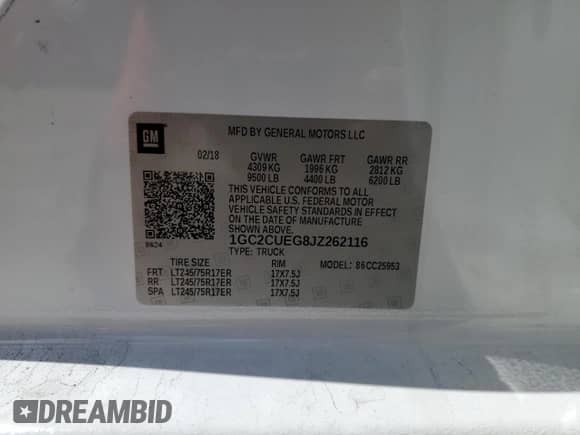 GM
MFD BY GENERAL MOTORS LLC
02/18 GVWR GAWR FRT GAWR RR
4309 KG 1996 KG 2812 KG
9500 LB 4400 LB 6200 LB
THIS VEHICLE CONFORMS TO ALL
APPLICABLE U.S. FEDERAL MOTOR
VEHICLE SAFETY STANDARDS IN
EFFECT ON THE DATE OF MANUFACTURE
SHOWN ABOVE.
1GC2CUEG8JZ262116
TYPE: TRUCK
MODEL: 86CC25953
TIRE SIZE RIM
FRT LT245/75R17ER 17X7.5J
RR LT245/75R17ER 17X7.5J
SPA LT245/75R17ER 17X7.5J
DREAMBID